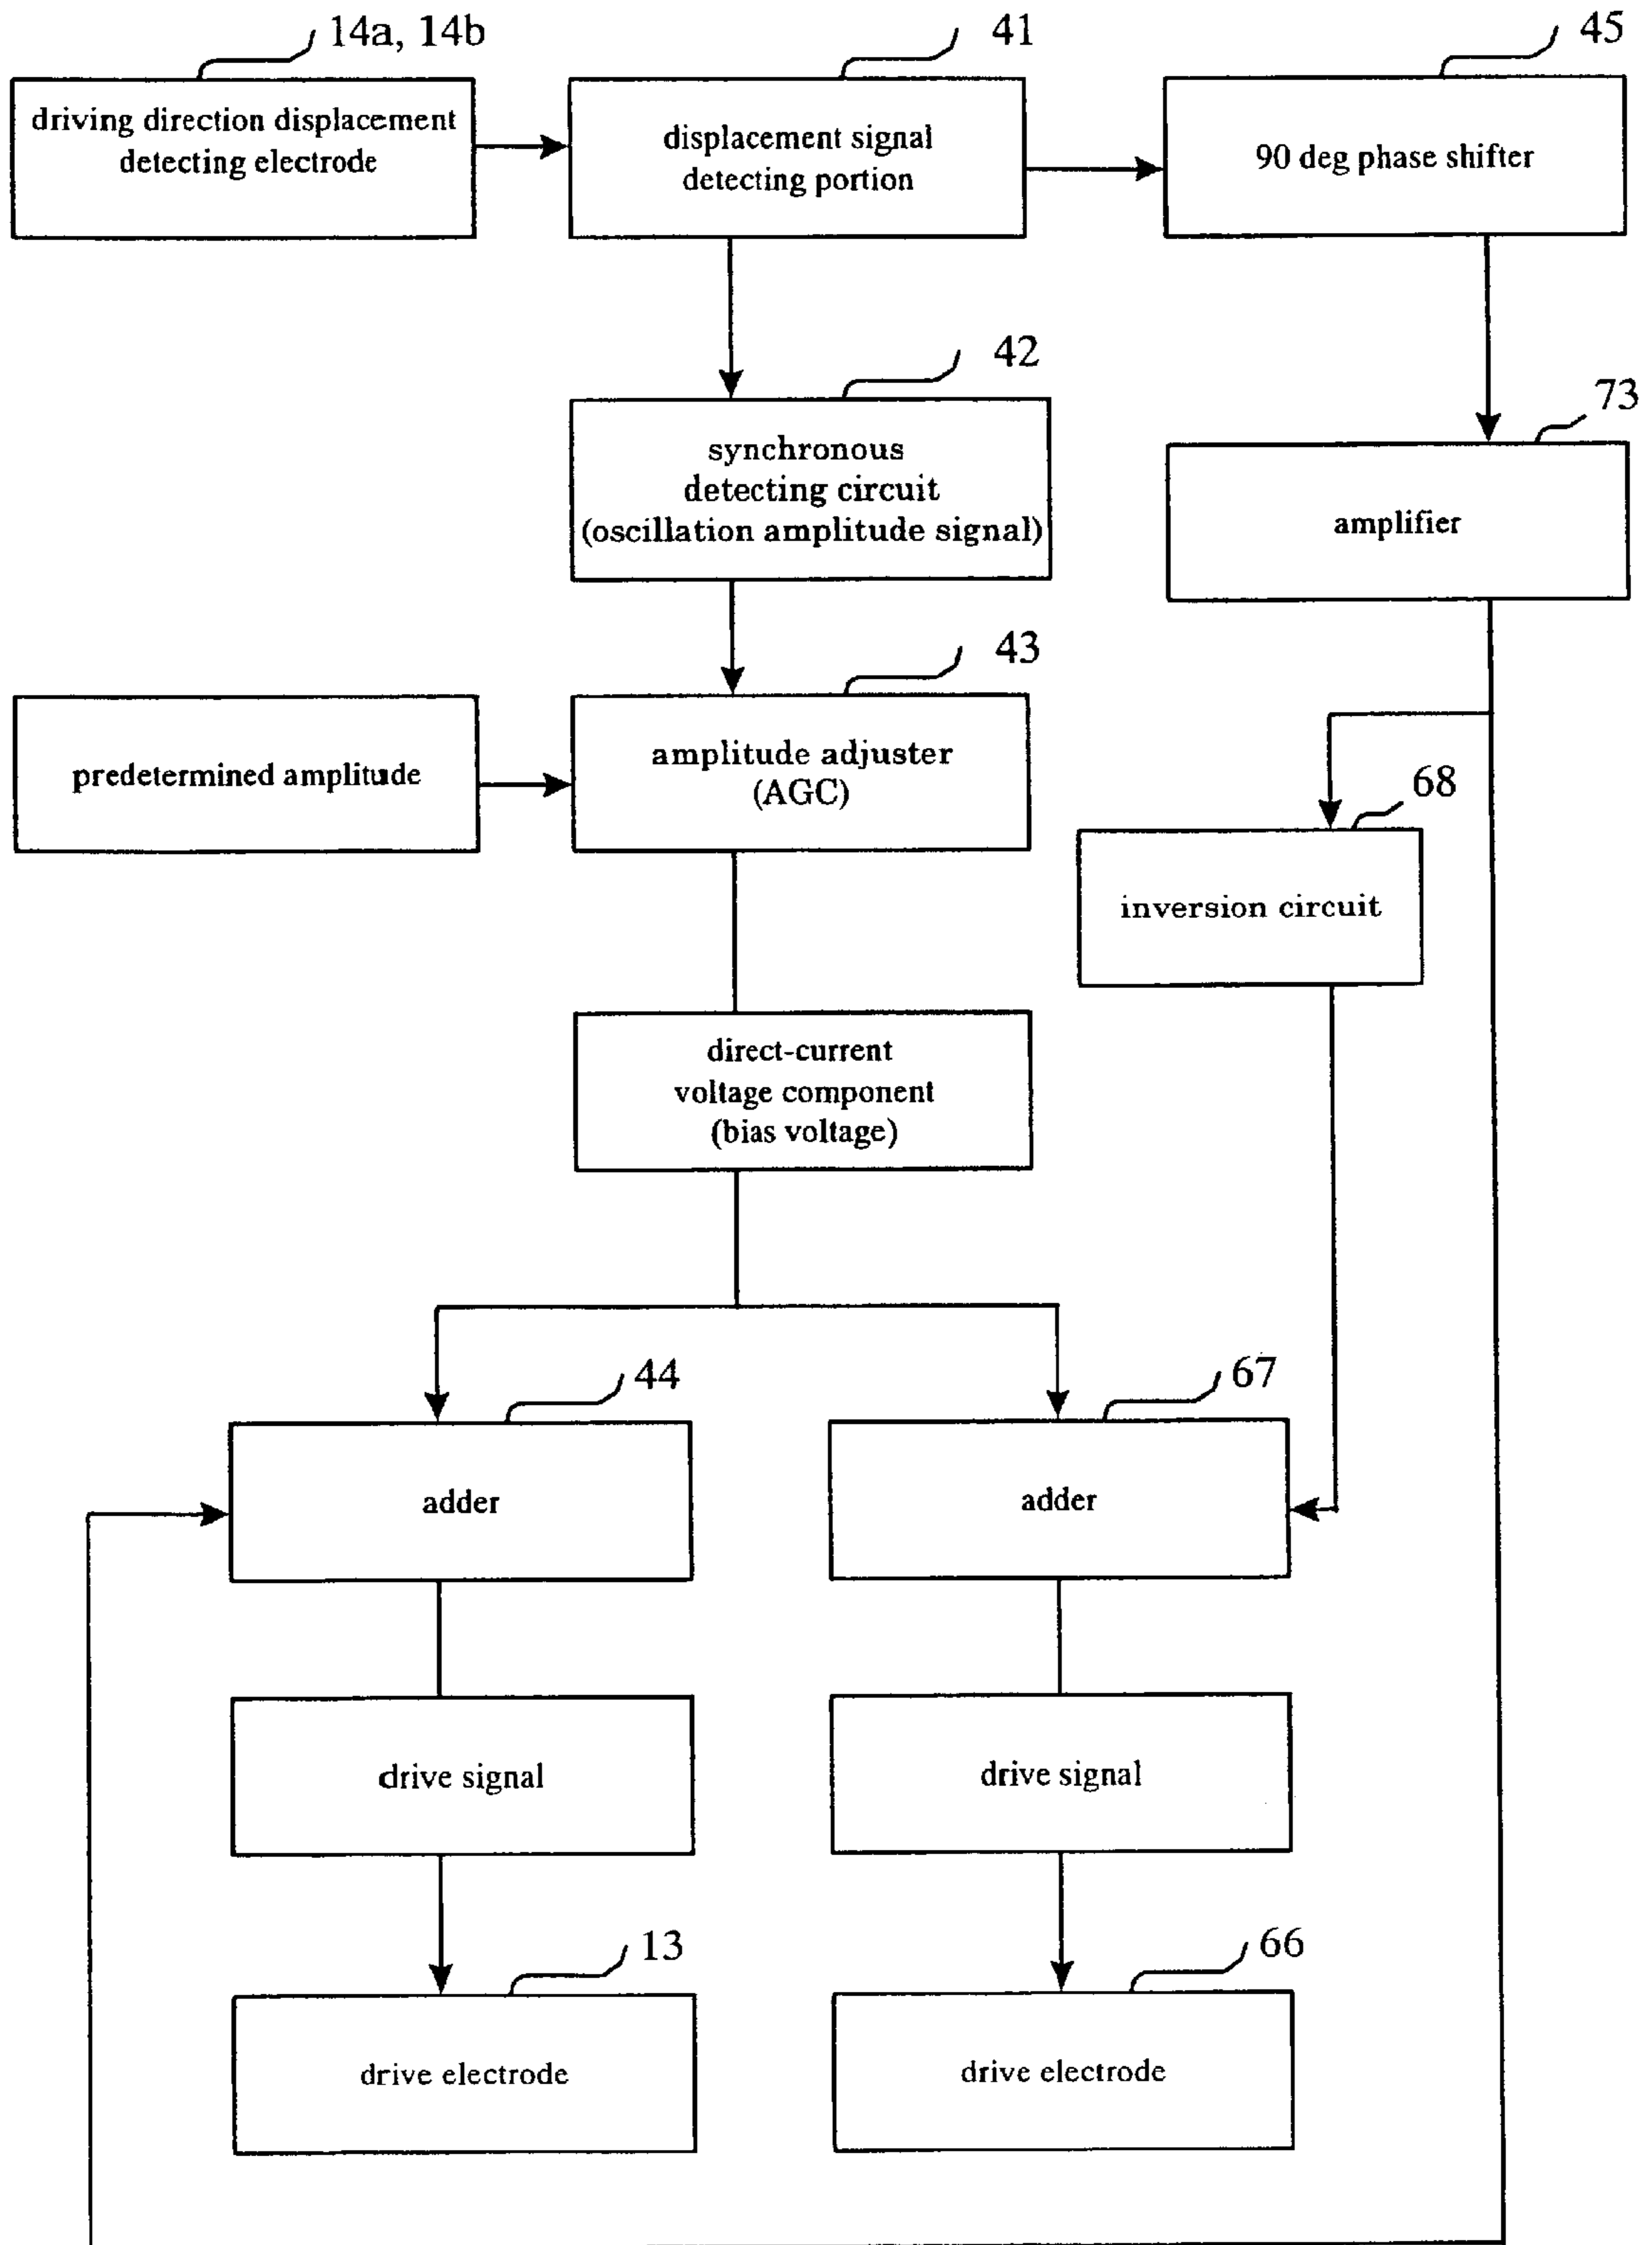 14a, 14b
41
45
driving direction displacement
detecting electrode
displacement signal
detecting portion
90 deg phase shifter
42
73
synchronous
detecting circuit
(oscillation amplitude signal)
amplifier
43
predetermined amplitude
amplitude adjuster
(AGC)
68
inversion circuit
direct-current
voltage component
(bias voltage)
44
67
adder
adder
drive signal
drive signal
13
66
drive electrode
drive electrode